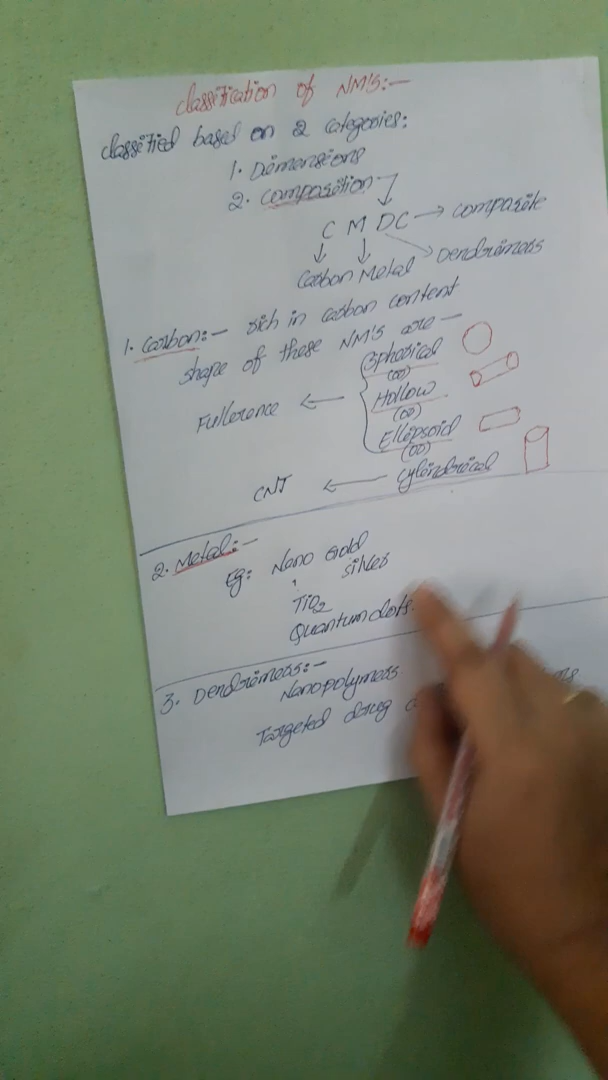 Classification of NM'S:-
Classified based on 2 categories:
1. Dimensions
2. Composition
C M D C → Composite
Carbon Metal Dendrimers
1. Carbon:- rich in carbon content
shape of these NM'S are -
Spherical
(or)
Fullerence ← Hollow
(or)
Ellipsoid
(or)
CNT ← Cylindrical
2. Metal:-
Eg: Nano Gold
silver
TiO2
Quantum dots
3. Dendrimers:-
Nanopolymers
Targeted drug